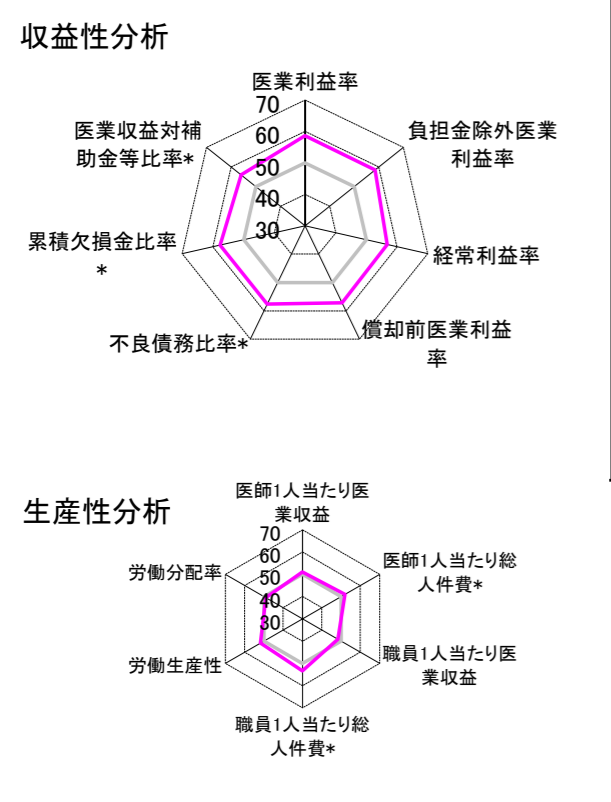 収益性分析
医業利益率
70
60
50
40
30
負担金除外医業
利益率
経常利益率
償却前医業利益
率
不良債務比率*
累積欠損金比率
*
医業収益対補
助金等比率*
生産性分析
医師1人当たり医
業収益
70
60
50
40
30
医師1人当たり総
人件費*
職員1人当たり医
業収益
職員1人当たり総
人件費*
労働生産性
労働分配率